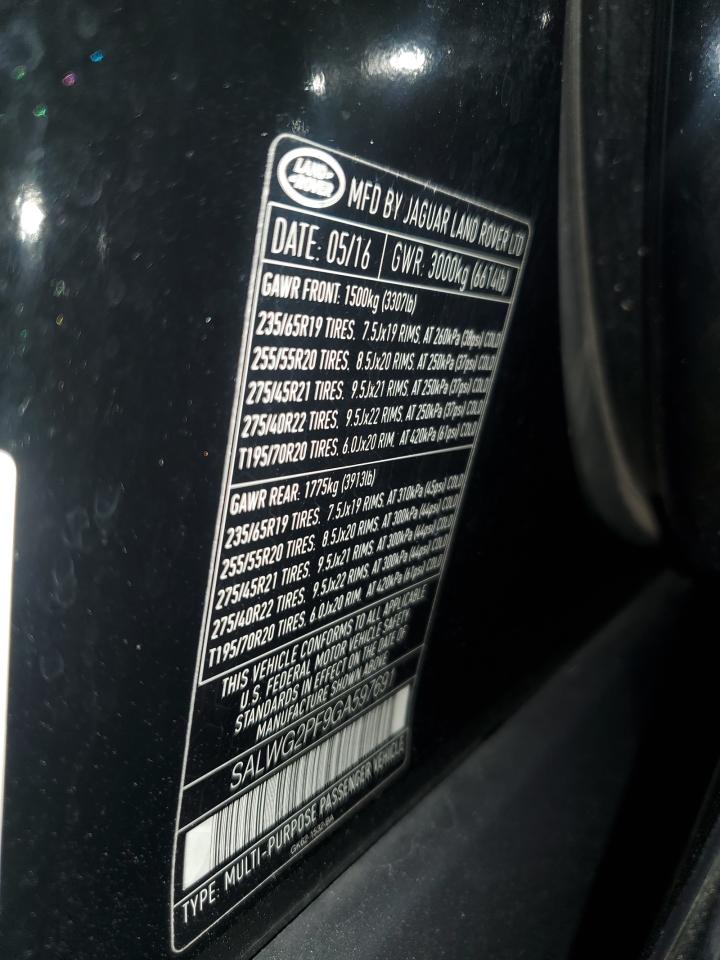 LAND
ROVER
MFD BY JAGUAR LAND ROVER LTD
DATE: 05/16
GWR: 3000kg (6614lb)
GAWR FRONT: 1500kg (3307lb)
235/65R19 TIRES, 7.5Jx19 RIMS, AT 260kPa (38psi) COLD
255/55R20 TIRES, 8.5Jx20 RIMS, AT 250kPa (37psi) COLD
275/45R21 TIRES, 9.5Jx21 RIMS, AT 250kPa (37psi) COLD
275/40R22 TIRES, 9.5Jx22 RIMS, AT 250kPa (37psi) COLD
T195/70R20 TIRES, 6.0Jx20 RIM, AT 420kPa (61psi) COLD
GAWR REAR: 1775kg (3913lb)
235/65R19 TIRES, 7.5Jx19 RIMS, AT 310kPa (45psi) COLD
255/55R20 TIRES, 8.5Jx20 RIMS, AT 300kPa (44psi) COLD
275/45R21 TIRES, 9.5Jx21 RIMS, AT 300kPa (44psi) COLD
275/40R22 TIRES, 9.5Jx22 RIMS, AT 300kPa (44psi) COLD
T195/70R20 TIRES, 6.0Jx20 RIM, AT 420kPa (61psi) COLD
THIS VEHICLE CONFORMS TO ALL APPLICABLE
U.S. FEDERAL MOTOR VEHICLE SAFETY
STANDARDS IN EFFECT ON THE DATE OF
MANUFACTURE SHOWN ABOVE
SALWG2PF9GA597691
TYPE: MULTI-PURPOSE PASSENGER VEHICLE